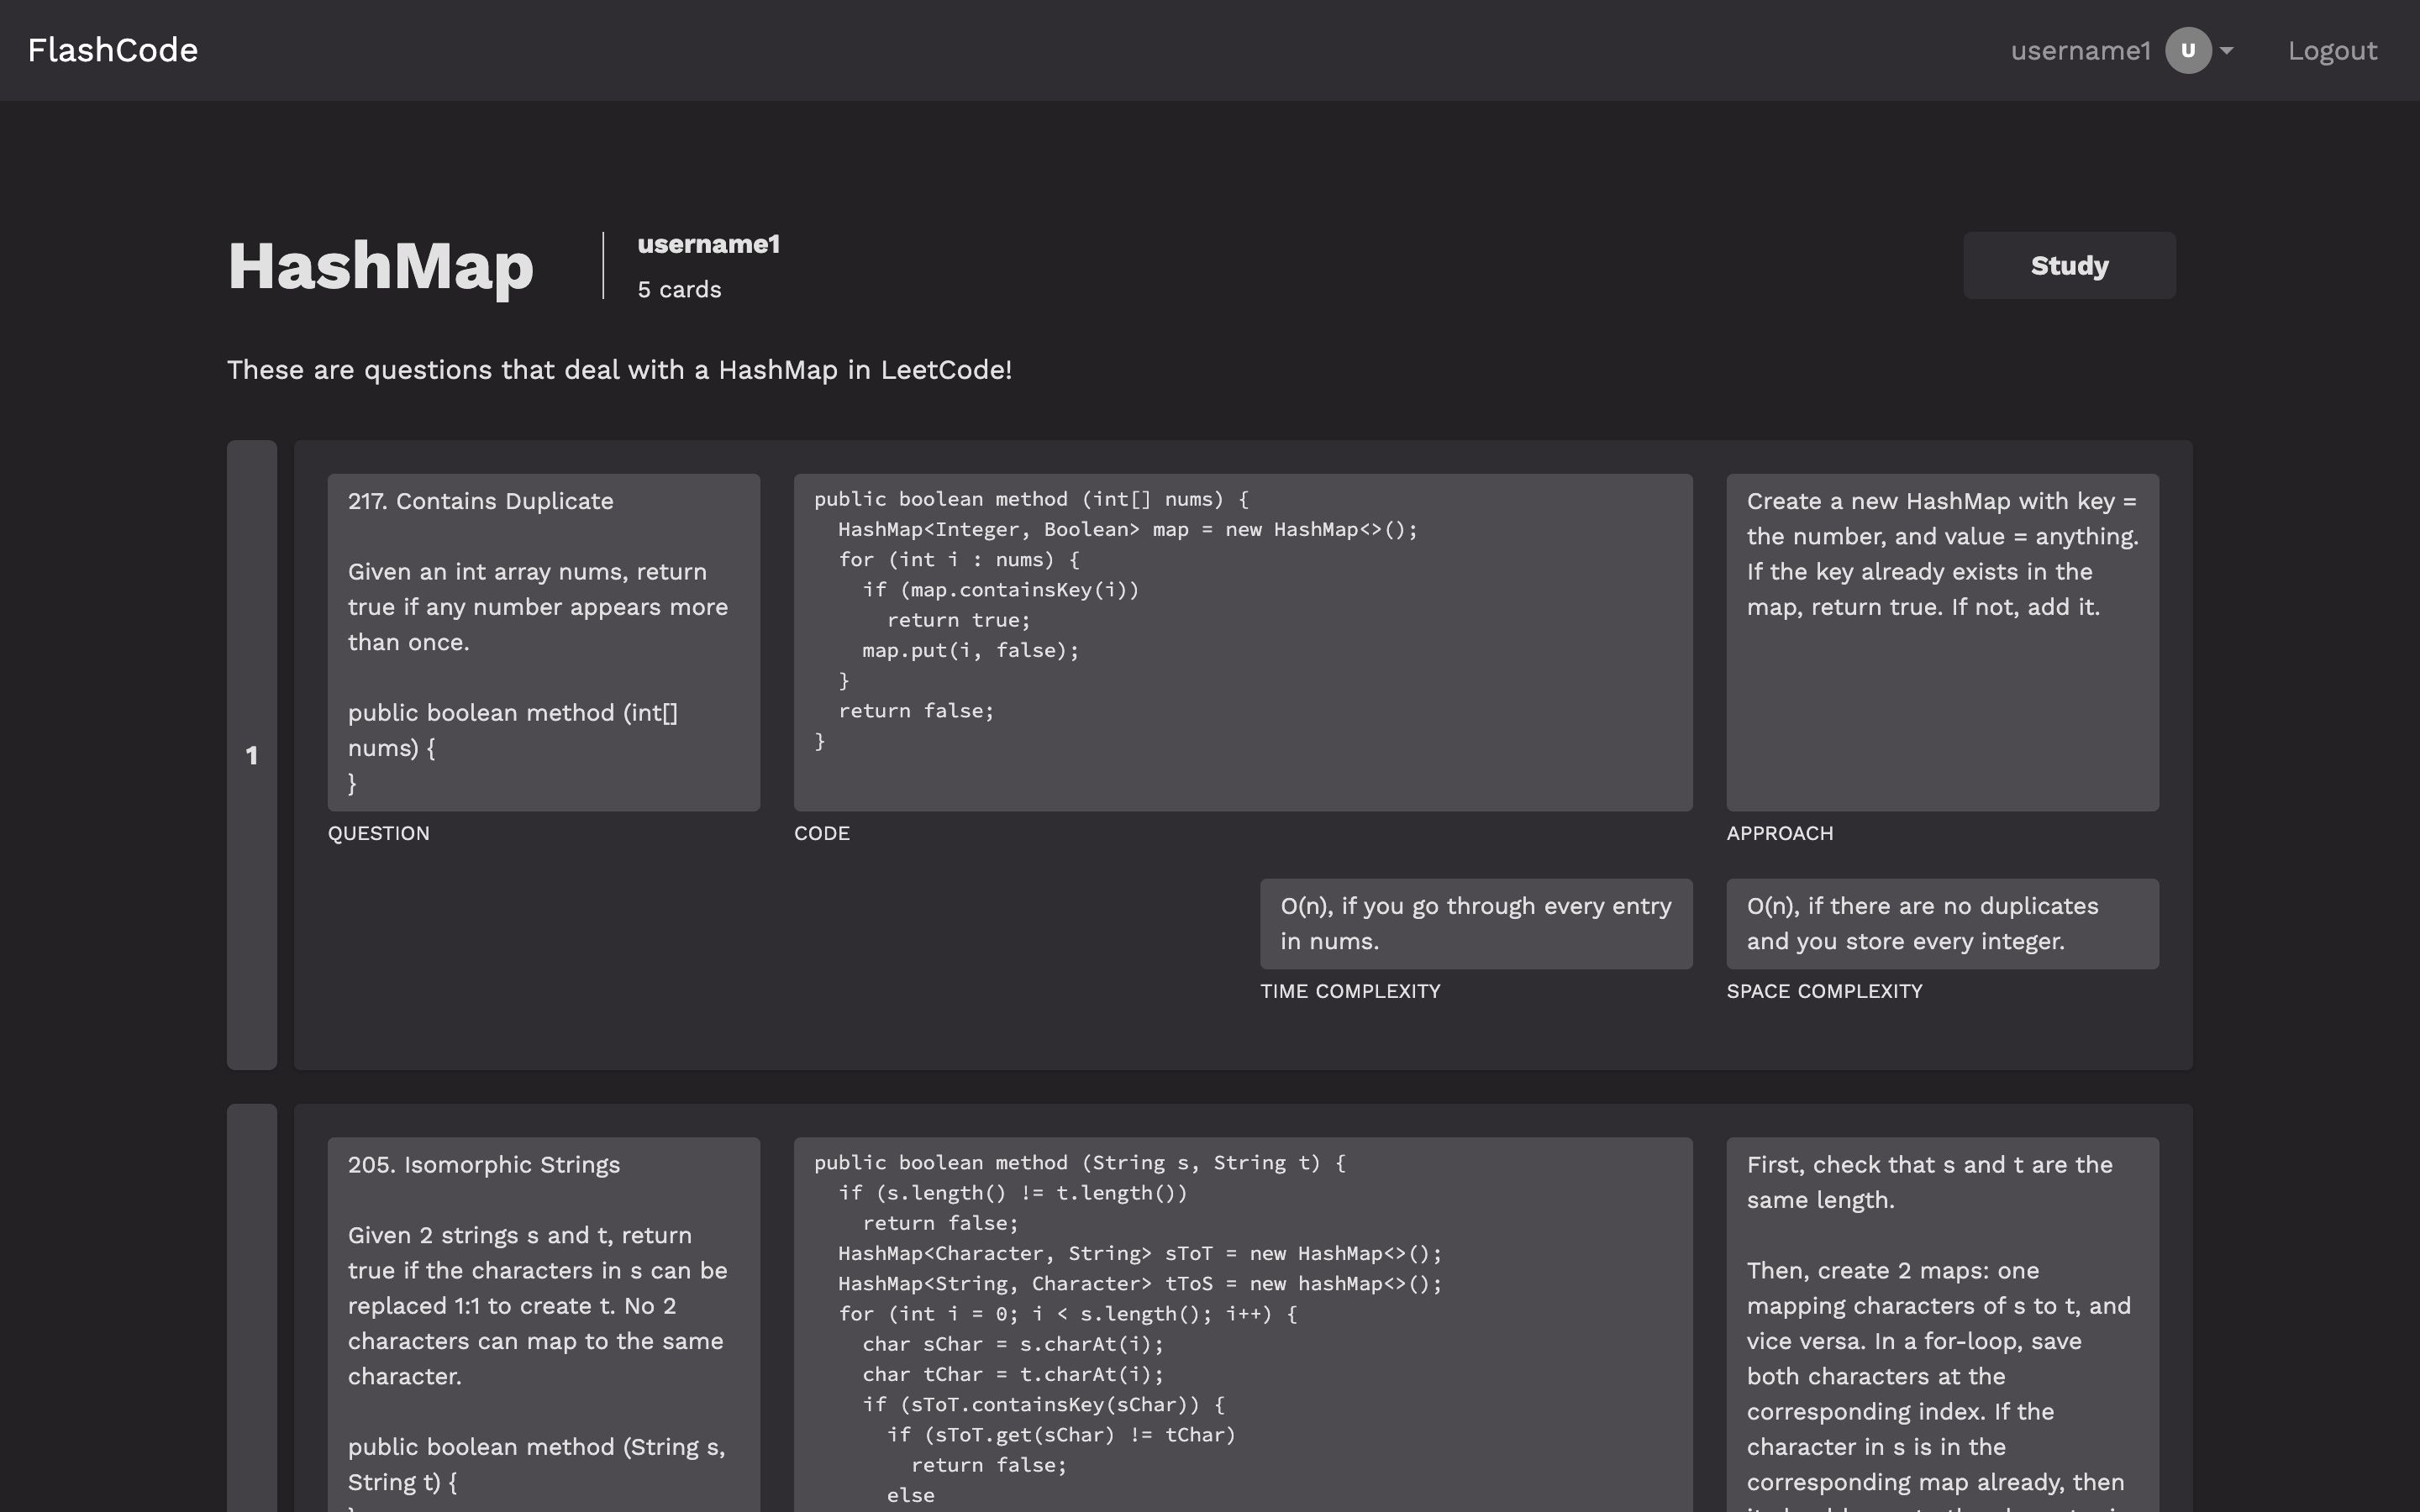 FlashCode
username1 U Logout
HashMap
username1
5 cards
Study
These are questions that deal with a HashMap in LeetCode!
1
217. Contains Duplicate
Given an int array nums, return
true if any number appears more
than once.
public boolean method (int[]
nums) {
}
QUESTION
public boolean method (int[] nums) {
  HashMap<Integer, Boolean> map = new HashMap<>();
  for (int i : nums) {
    if (map.containsKey(i))
      return true;
    map.put(i, false);
  }
  return false;
}
CODE
Create a new HashMap with key =
the number, and value = anything.
If the key already exists in the
map, return true. If not, add it.
APPROACH
O(n), if you go through every entry
in nums.
TIME COMPLEXITY
O(n), if there are no duplicates
and you store every integer.
SPACE COMPLEXITY
205. Isomorphic Strings
Given 2 strings s and t, return
true if the characters in s can be
replaced 1:1 to create t. No 2
characters can map to the same
character.
public boolean method (String s,
String t) {
public boolean method (String s, String t) {
  if (s.length() != t.length())
    return false;
  HashMap<Character, String> sToT = new HashMap<>();
  HashMap<String, Character> tToS = new hashMap<>();
  for (int i = 0; i < s.length(); i++) {
    char sChar = s.charAt(i);
    char tChar = t.charAt(i);
    if (sToT.containsKey(sChar)) {
      if (sToT.get(sChar) != tChar)
        return false;
      else
First, check that s and t are the
same length.
Then, create 2 maps: one
mapping characters of s to t, and
vice versa. In a for-loop, save
both characters at the
corresponding index. If the
character in s is in the
corresponding map already, then